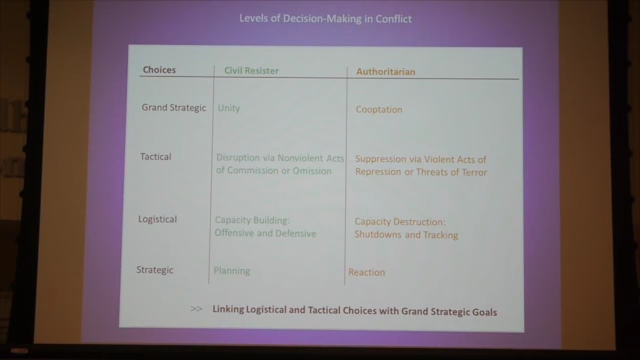 Levels of Decision-Making in Conflict
Choices Civil Resister Authoritarian
Grand Strategic Unity Cooptation
Tactical Disruption via Nonviolent Acts Suppression via Violent Acts of
of Commission or Omission Repression or Threats of Terror
Logistical Capacity Building: Capacity Destruction:
Offensive and Defensive Shutdowns and Tracking
Strategic Planning Reaction
>> Linking Logistical and Tactical Choices with Grand Strategic Goals